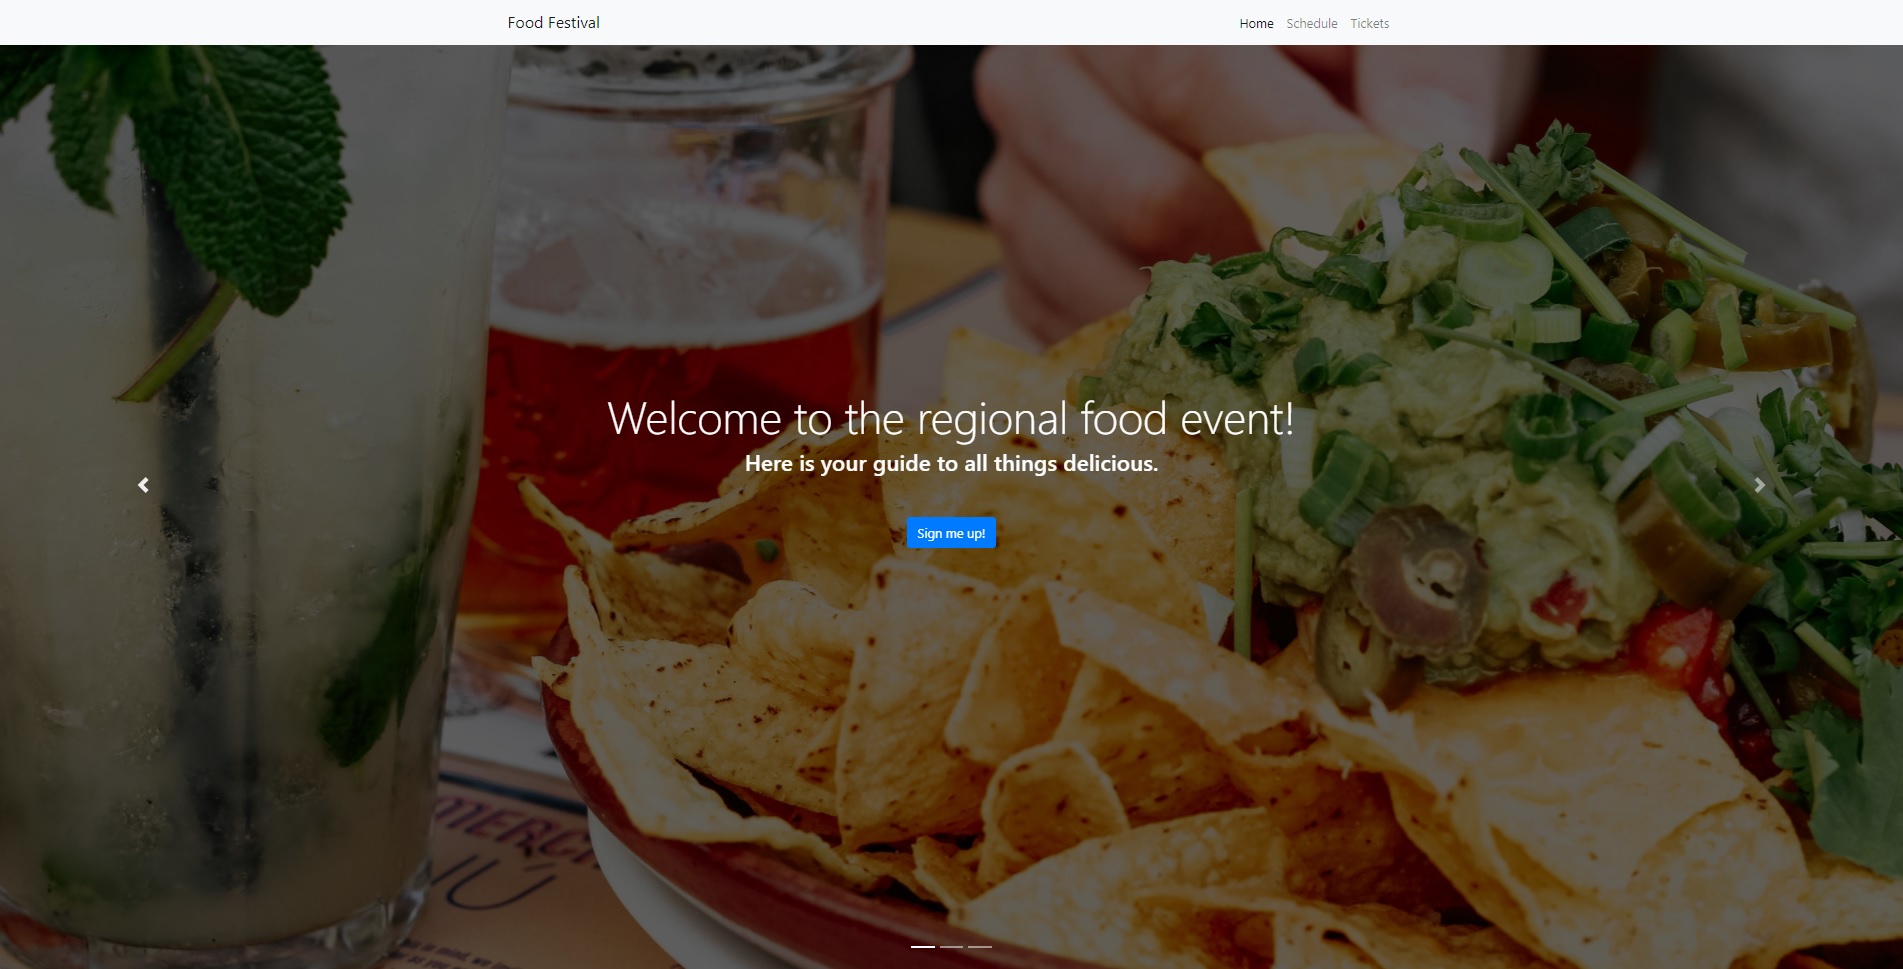 Food Festival
Home Schedule Tickets
Welcome to the regional food event!
Here is your guide to all things delicious.
Sign me up!